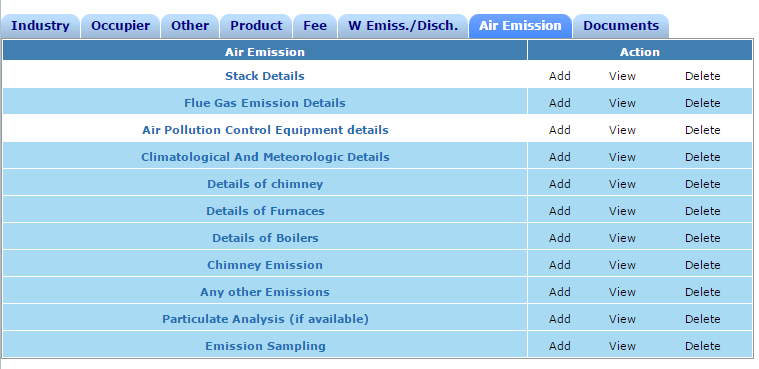 Industry Occupier Other Product Fee W Emiss./Disch. Air Emission Documents
Air Emission Action
Stack Details Add View Delete
Flue Gas Emission Details Add View Delete
Air Pollution Control Equipment details Add View Delete
Climatological And Meteorologic Details Add View Delete
Details of chimney Add View Delete
Details of Furnaces Add View Delete
Details of Boilers Add View Delete
Chimney Emission Add View Delete
Any other Emissions Add View Delete
Particulate Analysis (if available) Add View Delete
Emission Sampling Add View Delete